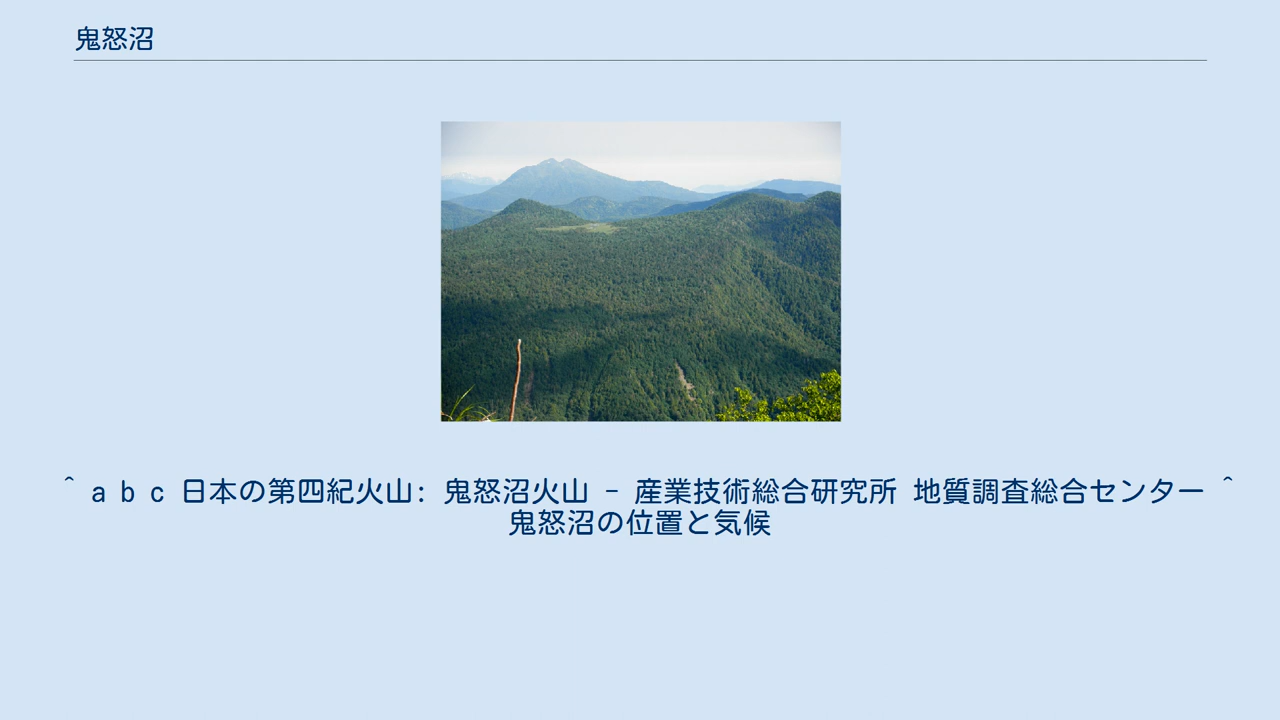 鬼怒沼
^ a b c 日本の第四紀火山: 鬼怒沼火山 - 産業技術総合研究所 地質調査総合センター ^
鬼怒沼の位置と気候